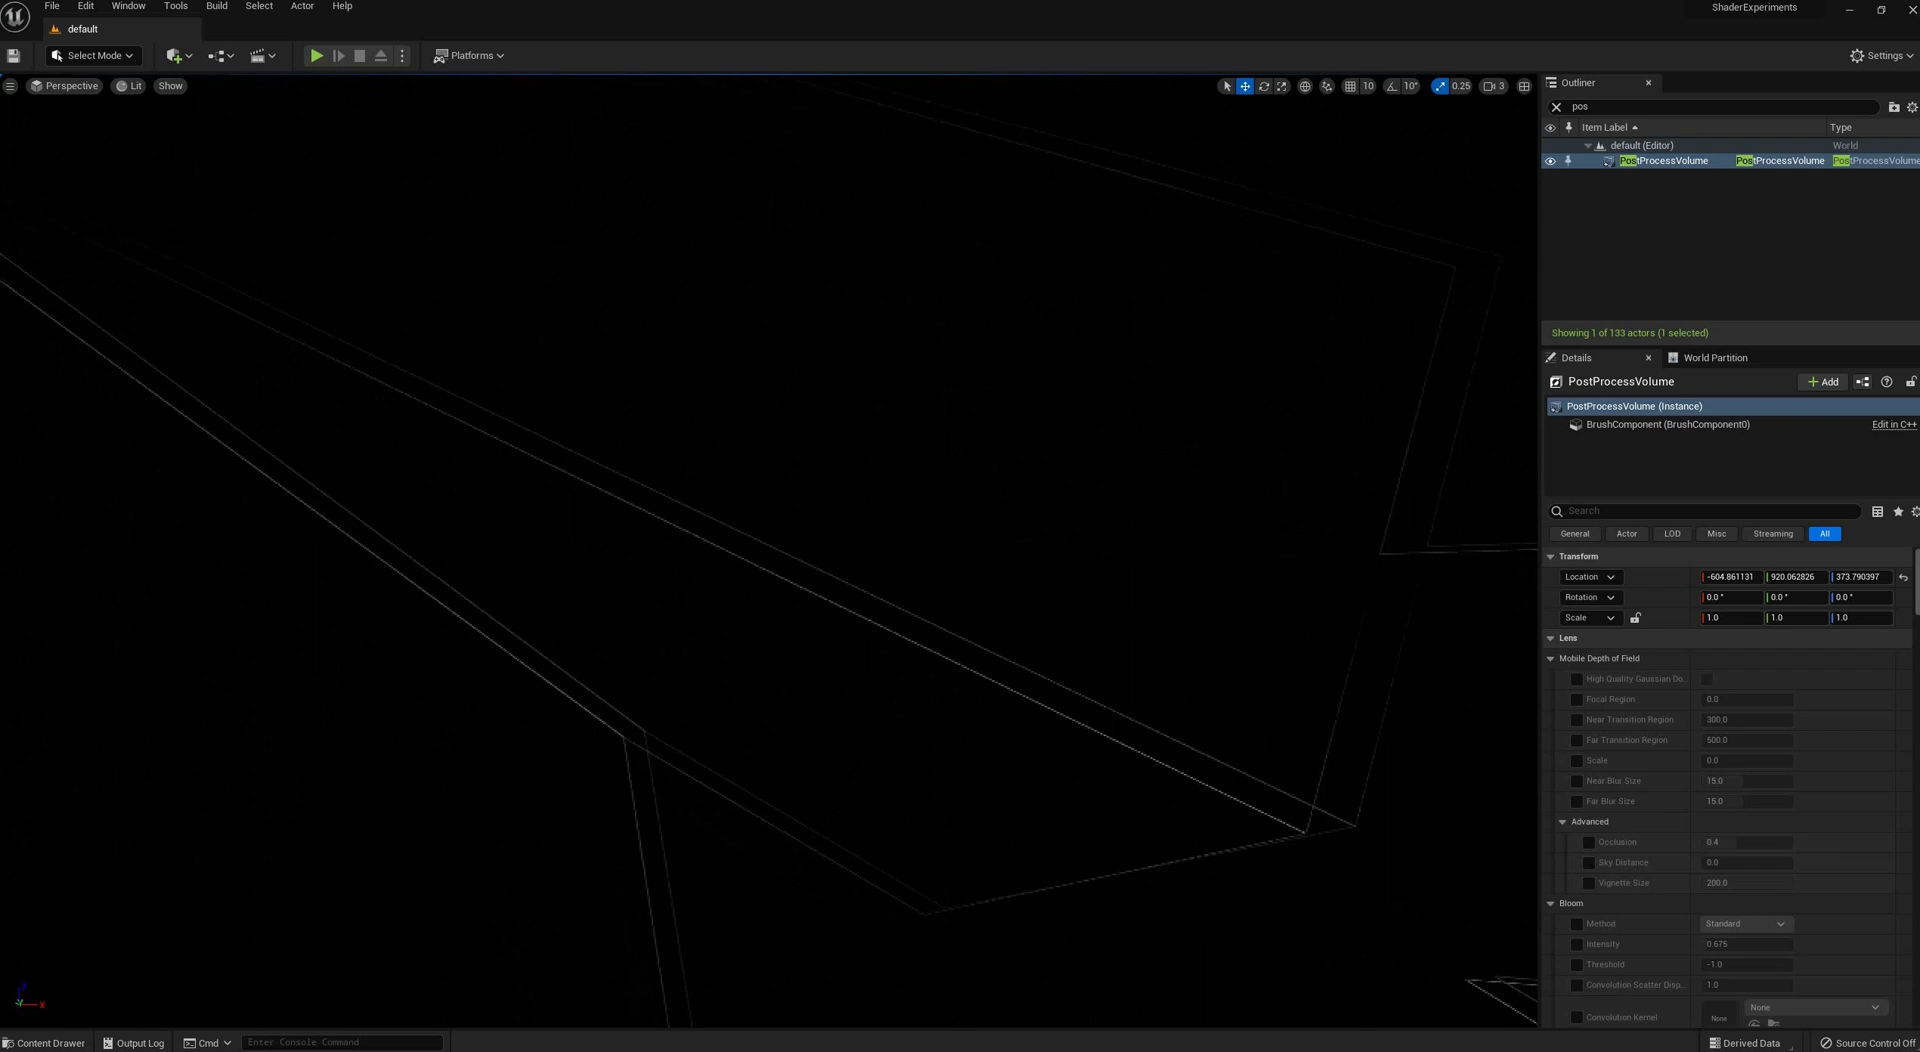 File Edit Window Tools Build Select Actor Help
ShaderExperiments
default
Select Mode
Platforms
Settings
Perspective Lit Show
10 10° 0.25 3
Outliner
pos
Item Label Type
default (Editor) World
PostProcessVolume PostProcessVolume PostProcessVolume
Showing 1 of 133 actors (1 selected)
Details World Partition
PostProcessVolume
Add
PostProcessVolume (Instance)
BrushComponent (BrushComponent0) Edit in C++
Search
General Actor LOD Misc Streaming All
Transform
Location -604.861131 920.062826 373.790397
Rotation 0.0 ° 0.0 ° 0.0 °
Scale 1.0 1.0 1.0
Lens
Mobile Depth of Field
High Quality Gaussian Do...
Focal Region 0.0
Near Transition Region 300.0
Far Transition Region 500.0
Scale 0.0
Near Blur Size 15.0
Far Blur Size 15.0
Advanced
Occlusion 0.4
Sky Distance 0.0
Vignette Size 200.0
Bloom
Method Standard
Intensity 0.675
Threshold -1.0
Convolution Scatter Disp... 1.0
None
Convolution Kernel None
Z
Y X
Content Drawer Output Log Cmd Enter Console Command
Derived Data Source Control Off